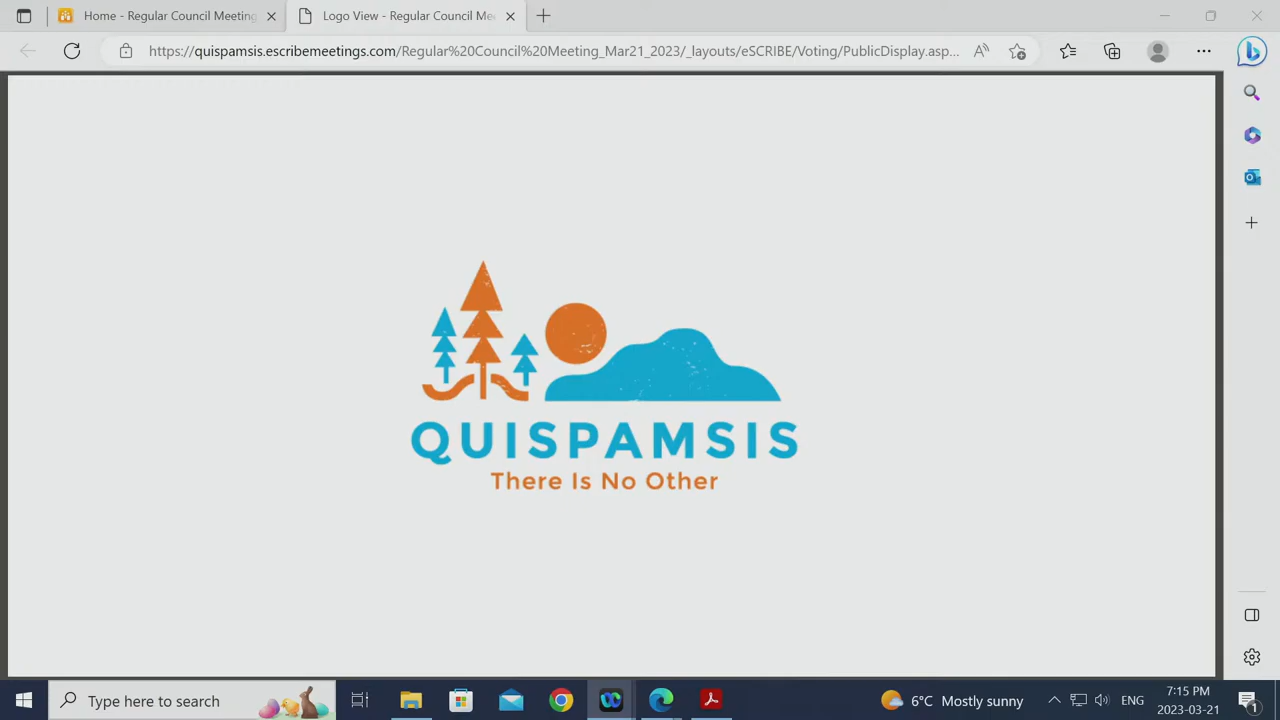 Home - Regular Council Meeting
Logo View - Regular Council Me
https://quispamsis.escribemeetings.com/Regular%20Council%20Meeting_Mar21_2023/_layouts/eSCRIBE/Voting/PublicDisplay.asp...
QUISPAMSIS
There Is No Other
Type here to search
6°C Mostly sunny
ENG
7:15 PM
2023-03-21
1